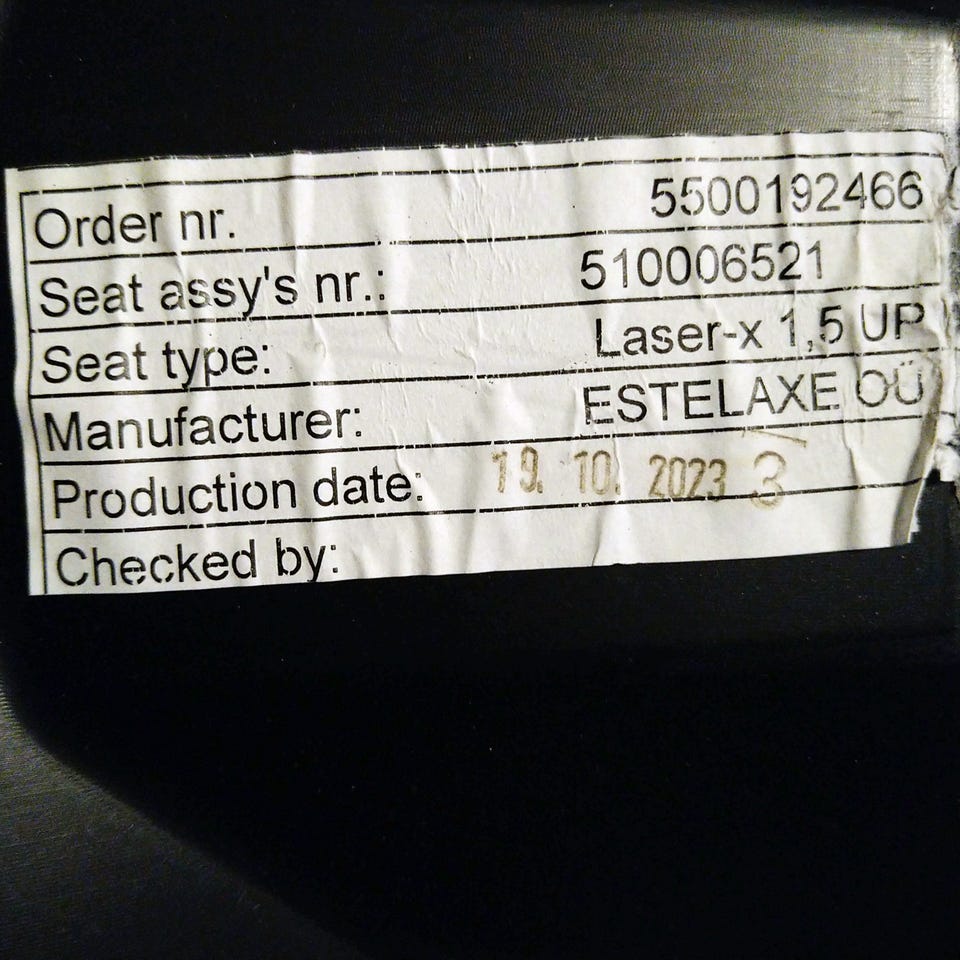 Order nr. 5500192466
Seat assy's nr.: 510006521
Seat type: Laser-x 1,5 UP
Manufacturer: ESTELAXE OÜ
Production date: 19. 10. 2023 3
Checked by: